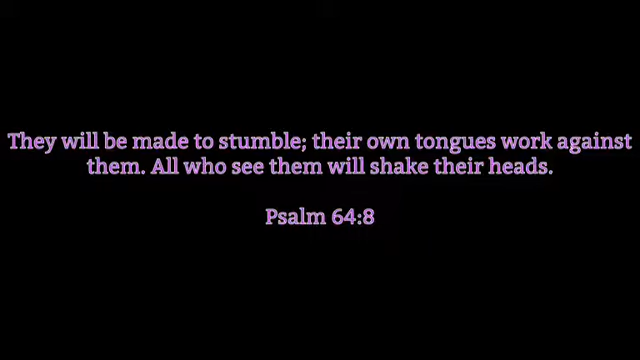 They will be made to stumble; their own tongues work against
them. All who see them will shake their heads.
Psalm 64:8